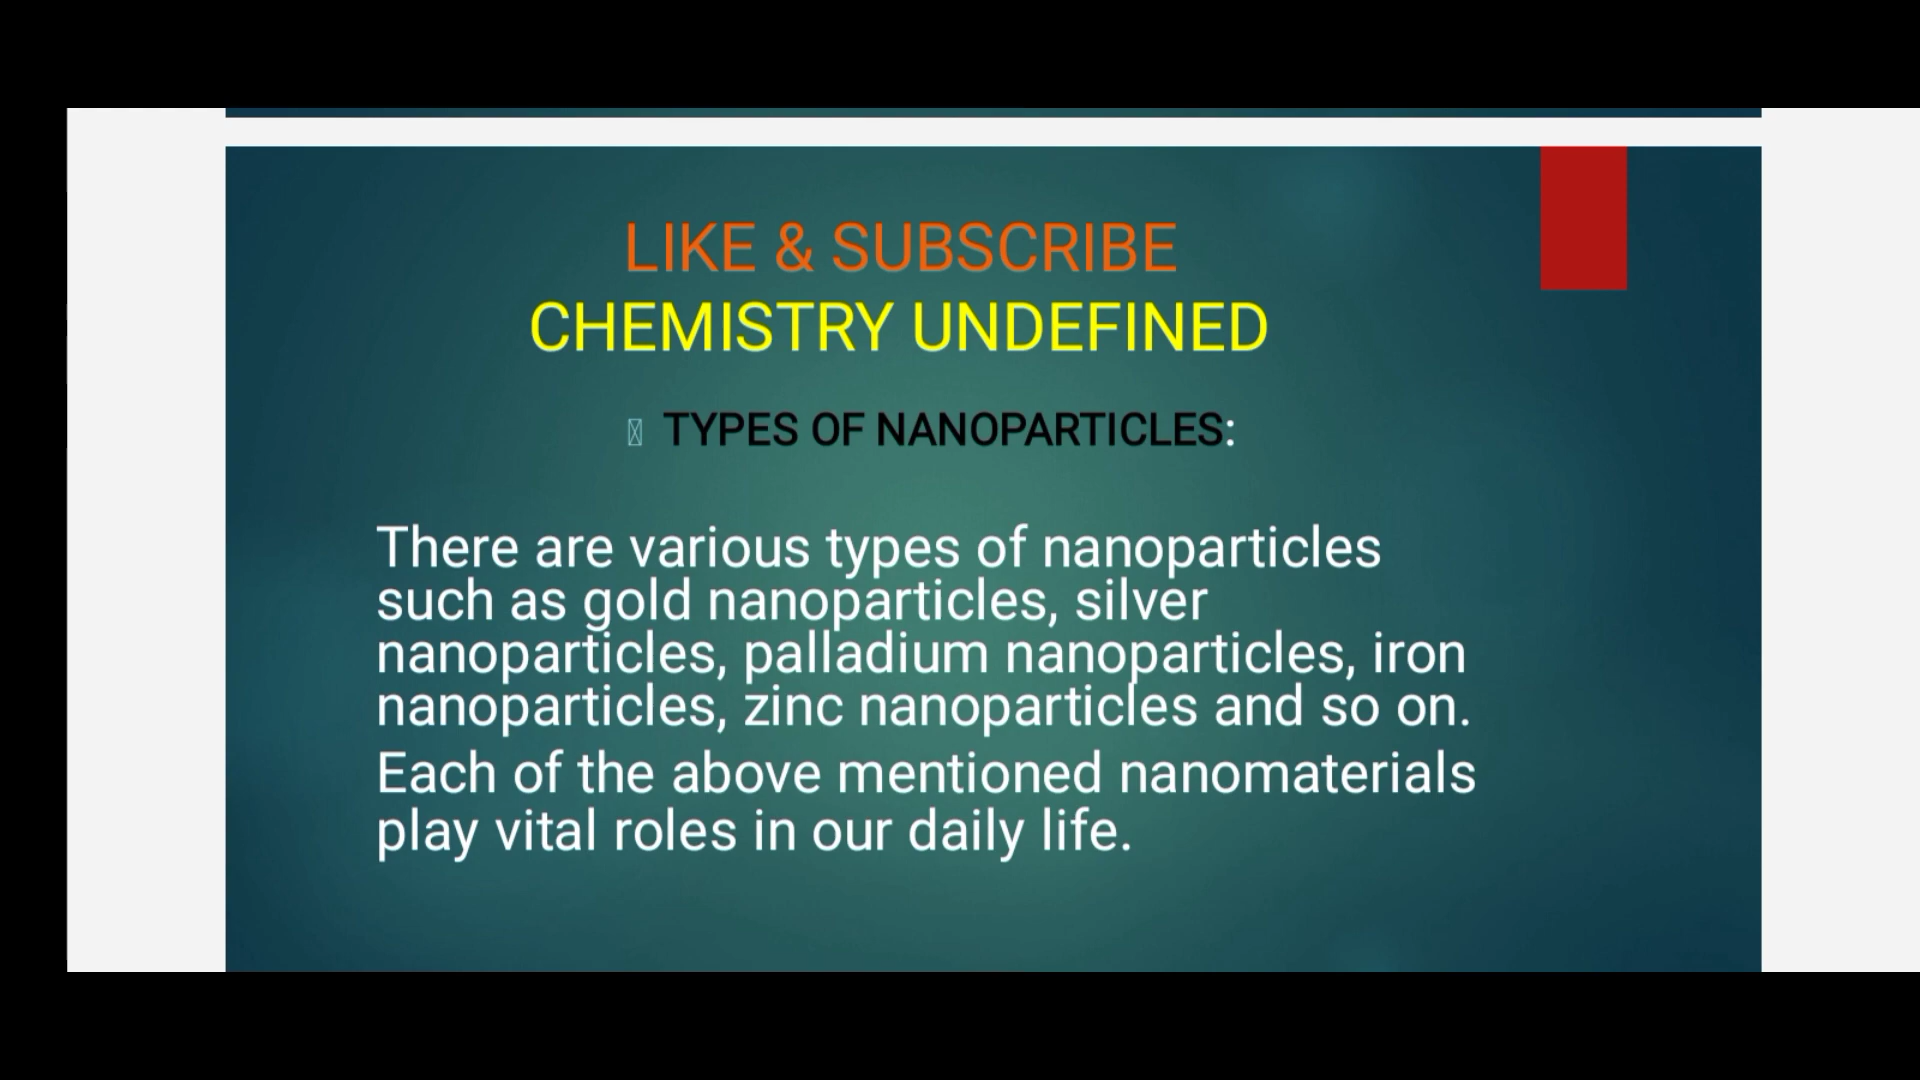 LIKE & SUBSCRIBE
CHEMISTRY UNDEFINED
TYPES OF NANOPARTICLES:
There are various types of nanoparticles
such as gold nanoparticles, silver
nanoparticles, palladium nanoparticles, iron
nanoparticles, zinc nanoparticles and so on.
Each of the above mentioned nanomaterials
play vital roles in our daily life.